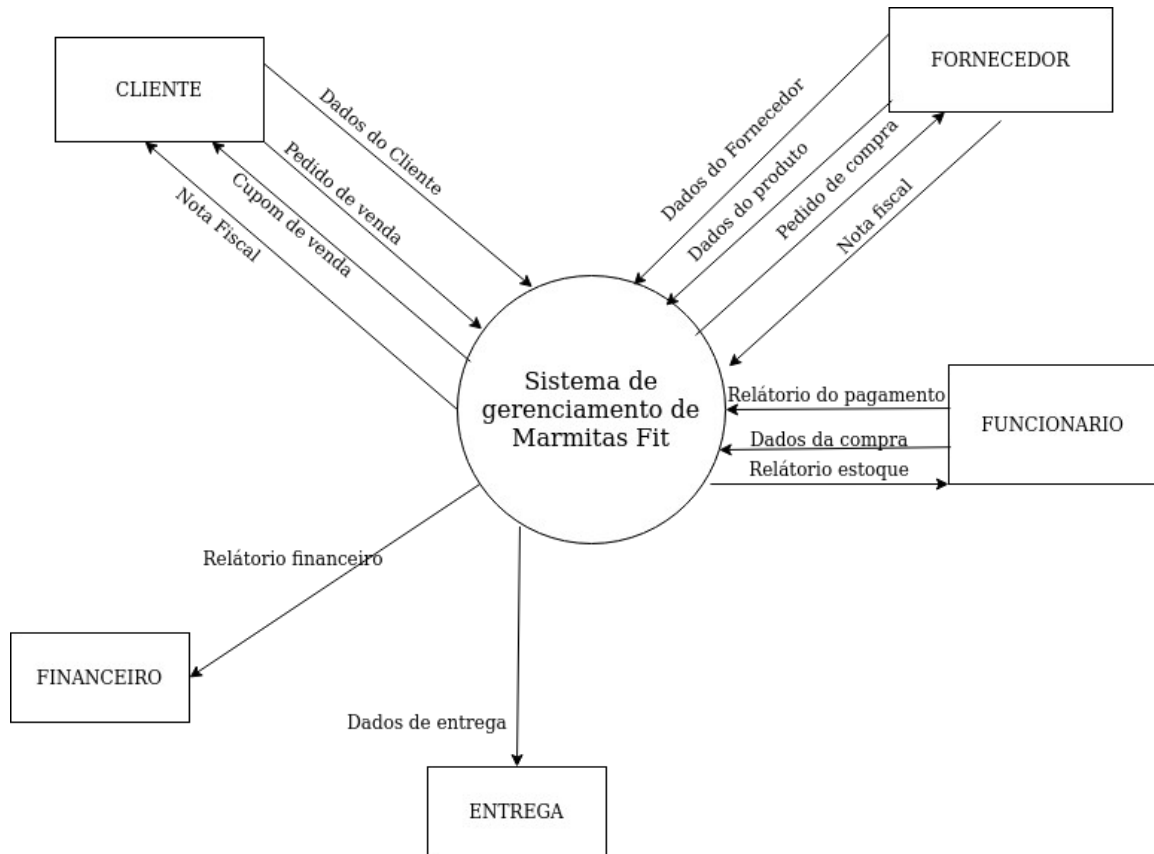 CLIENTE
FORNECEDOR
Dados do Cliente
Pedido de venda
Cupom de venda
Nota Fiscal
Dados do Fornecedor
Dados do produto
Pedido de compra
Nota fiscal
Sistema de
gerenciamento de
Marmitas Fit
Relátorio do pagamento
Dados da compra
Relátorio estoque
FUNCIONARIO
Relátorio financeiro
FINANCEIRO
Dados de entrega
ENTREGA